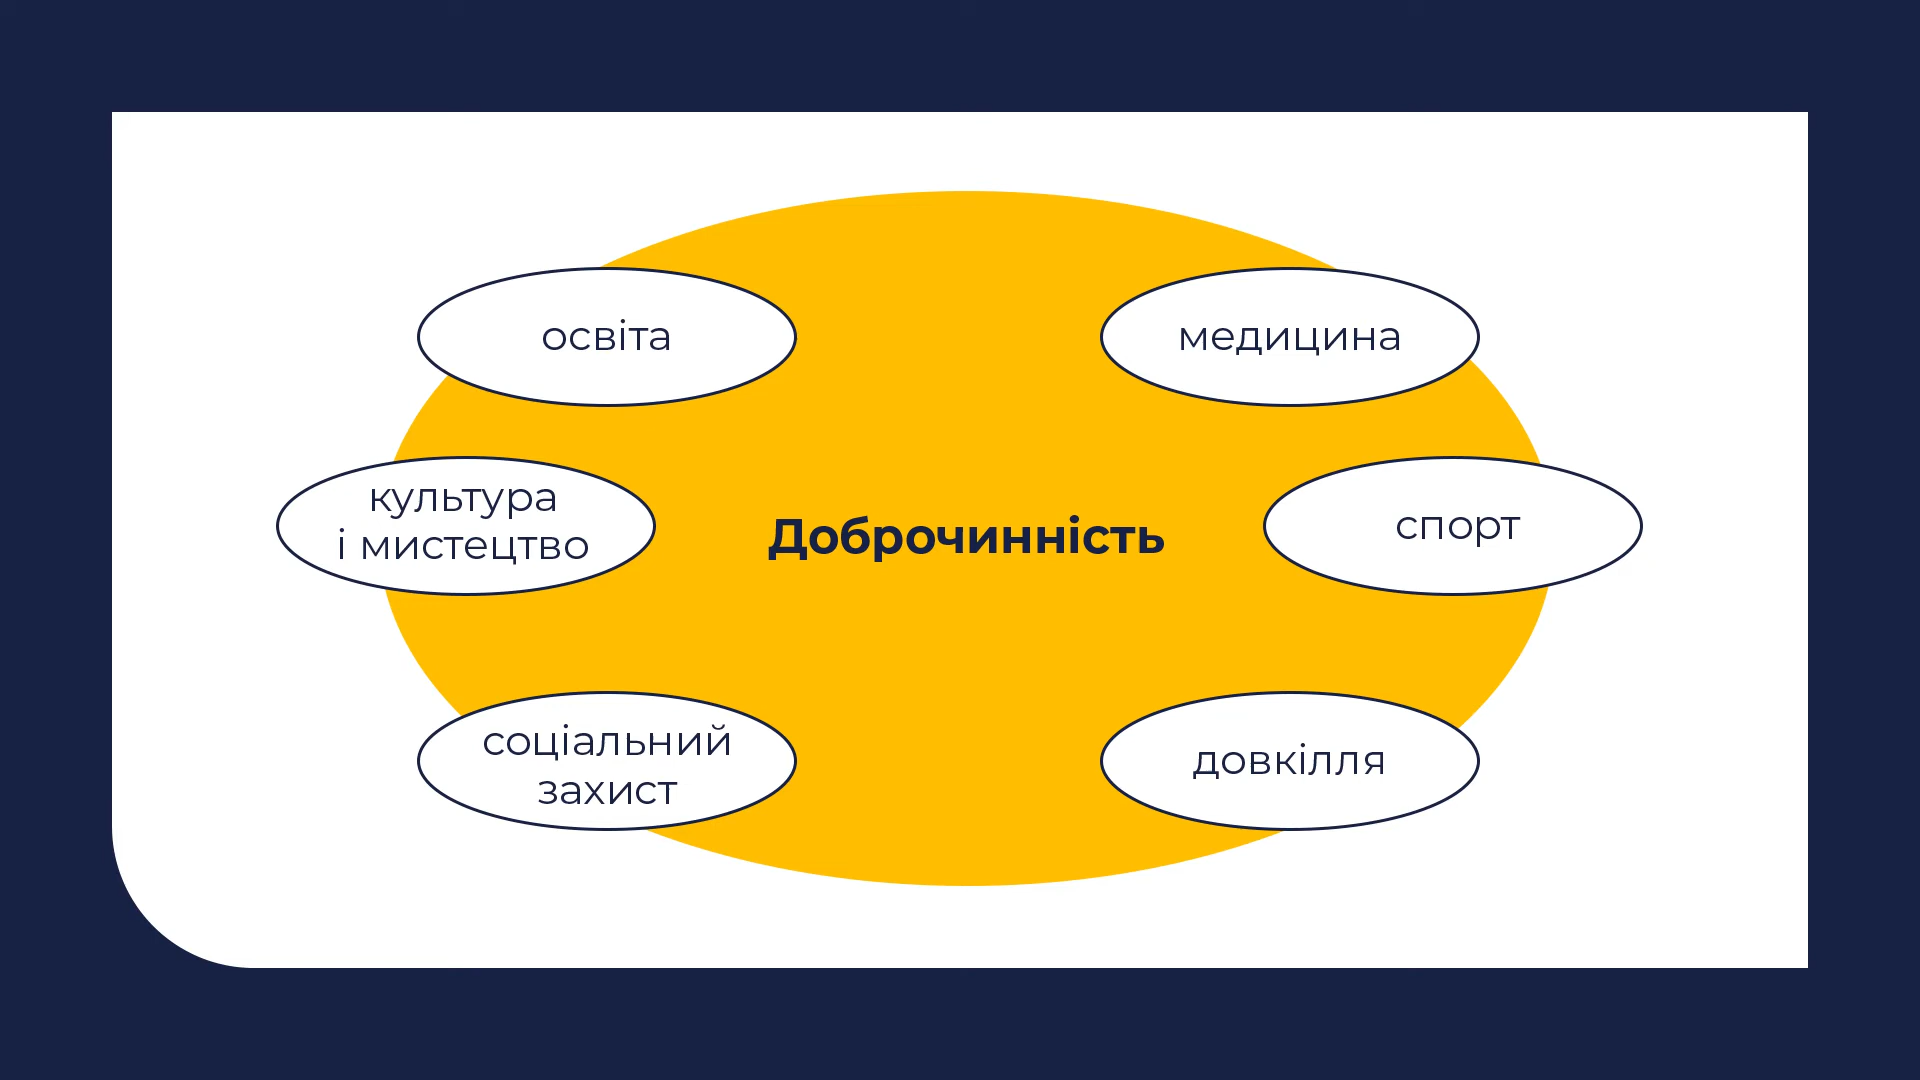 освіта
медицина
культура
і мистецтво
Доброчинність
спорт
соціальний
захист
довкілля